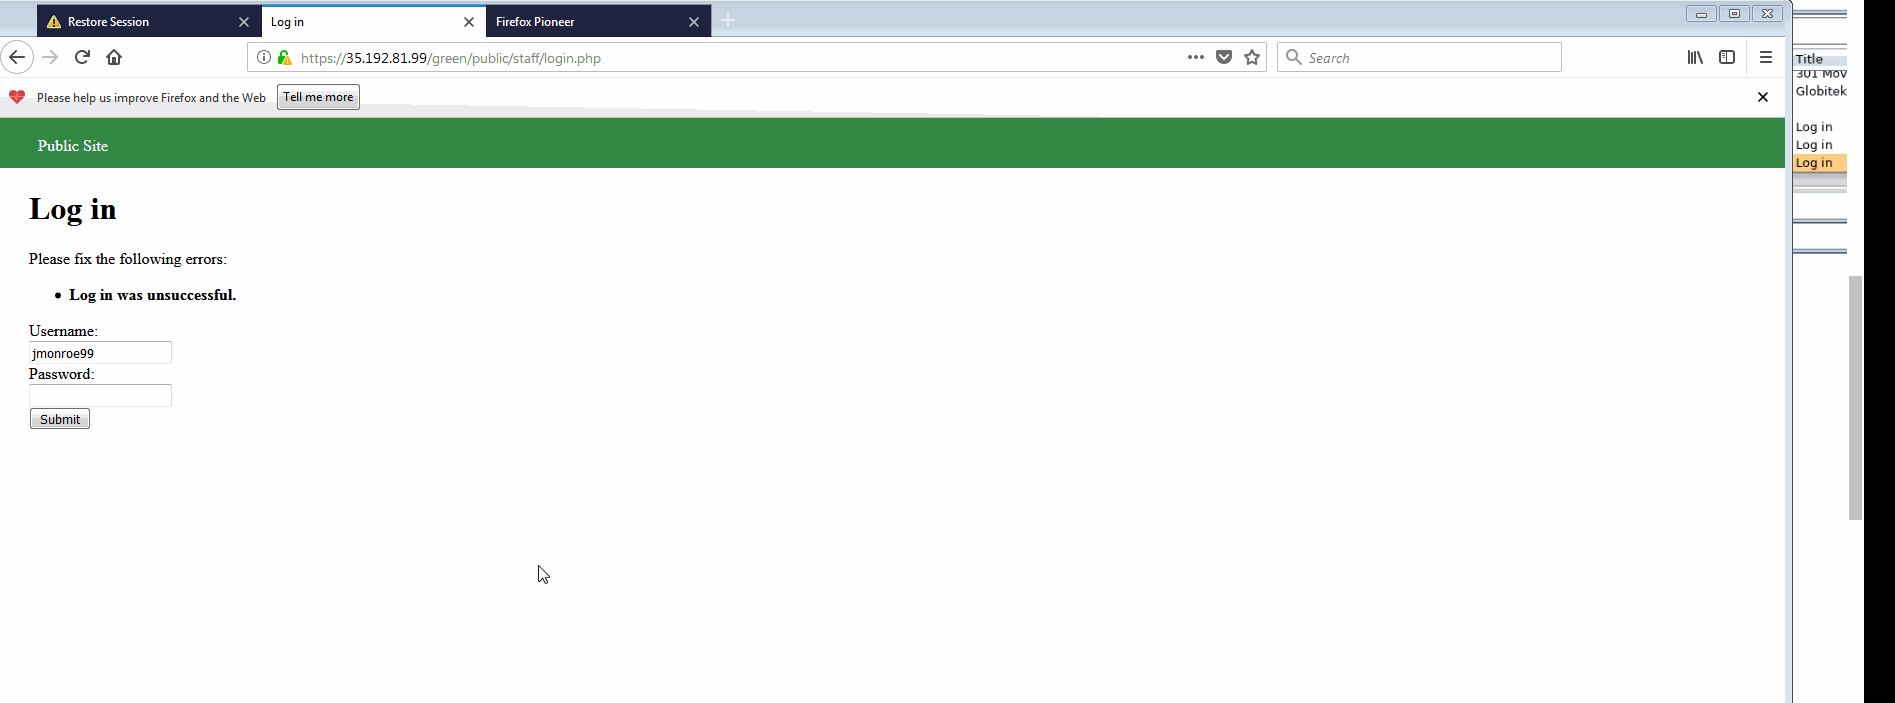 Restore Session
Log in
Firefox Pioneer
https://35.192.81.99/green/public/staff/login.php
Search
Please help us improve Firefox and the Web
Tell me more
Public Site
Log in
Please fix the following errors:
• Log in was unsuccessful.
Username:
jmonroe99
Password:
Submit
Title
301 Mov
Globitek
Log in
Log in
Log in